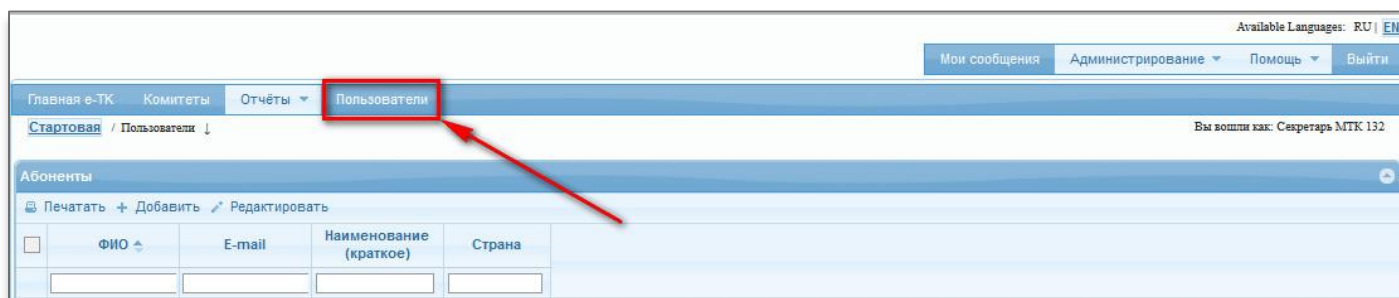 Available Languages: RU | EN
Мои сообщения Администрирование Помощь Выйти
Главная e-ТК Комитеты Отчёты Пользователи
Стартовая / Пользователи ↓ Вы вошли как: Секретарь МТК 132
Абоненты
Печатать + Добавить Редактировать
ФИО E-mail Наименование (краткое) Страна